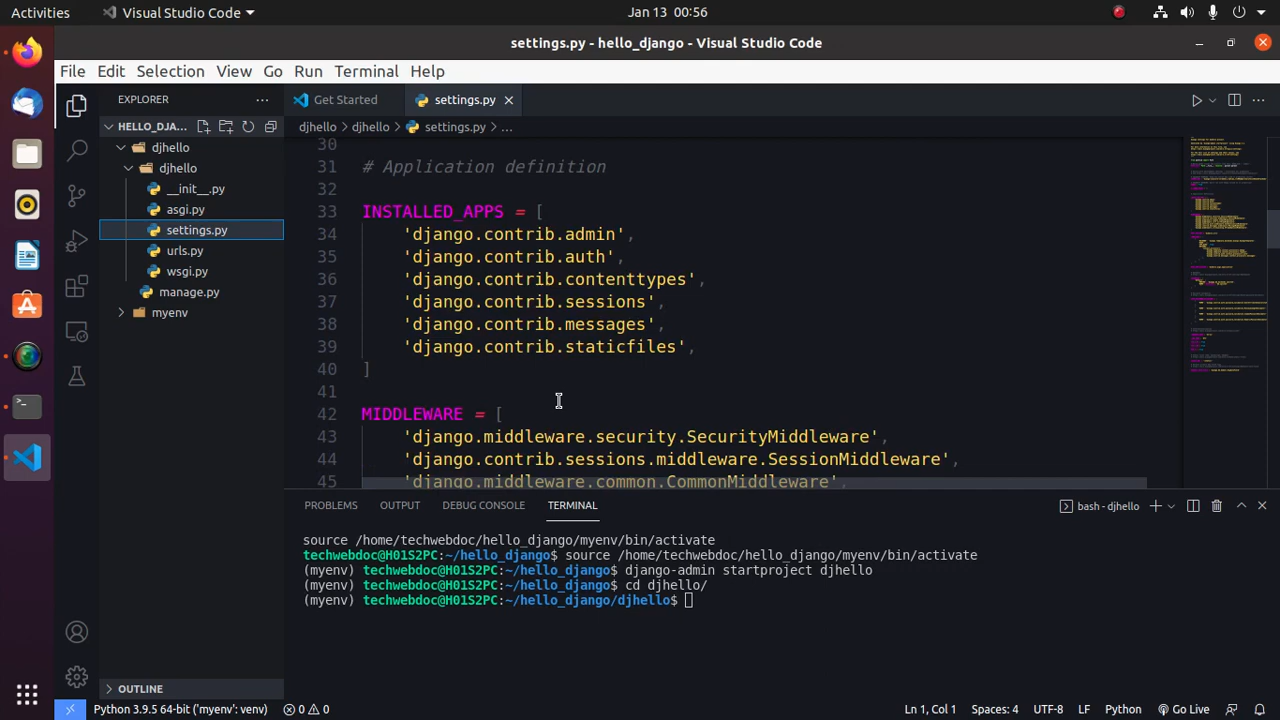 Activities
Visual Studio Code
Jan 13 00:56
settings.py - hello_django - Visual Studio Code
File Edit Selection View Go Run Terminal Help
EXPLORER
Get Started
settings.py
HELLO_DJA...
djhello
djhello
__init__.py
asgi.py
settings.py
urls.py
wsgi.py
manage.py
myenv
OUTLINE
djhello > djhello > settings.py > ...
30
31 # Application definition
32
33 INSTALLED_APPS = [
34 'django.contrib.admin',
35 'django.contrib.auth',
36 'django.contrib.contenttypes',
37 'django.contrib.sessions',
38 'django.contrib.messages',
39 'django.contrib.staticfiles',
40 ]
41
42 MIDDLEWARE = [
43 'django.middleware.security.SecurityMiddleware',
44 'django.contrib.sessions.middleware.SessionMiddleware',
45 'django.middleware.common.CommonMiddleware',
PROBLEMS OUTPUT DEBUG CONSOLE TERMINAL
bash - djhello
source /home/techwebdoc/hello_django/myenv/bin/activate
techwebdoc@H01S2PC:~/hello_django$ source /home/techwebdoc/hello_django/myenv/bin/activate
(myenv) techwebdoc@H01S2PC:~/hello_django$ django-admin startproject djhello
(myenv) techwebdoc@H01S2PC:~/hello_django$ cd djhello/
(myenv) techwebdoc@H01S2PC:~/hello_django/djhello$
Python 3.9.5 64-bit ('myenv': venv) 0 0
Ln 1, Col 1 Spaces: 4 UTF-8 LF Python Go Live